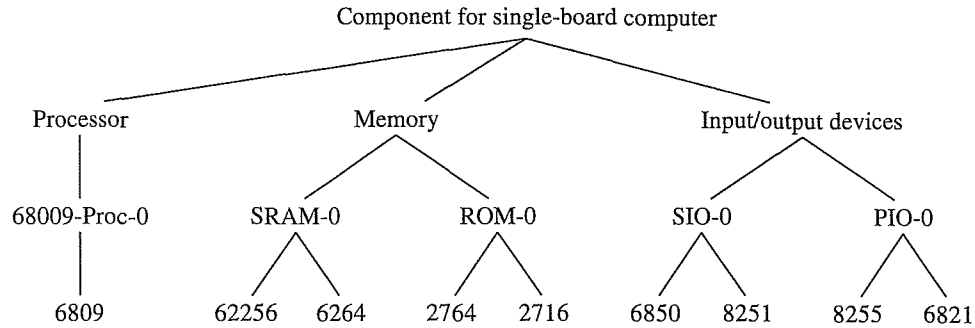 Component for single-board computer
Processor Memory Input/output devices
68009-Proc-0 SRAM-0 ROM-0 SIO-0 PIO-0
6809 62256 6264 2764 2716 6850 8251 8255 6821